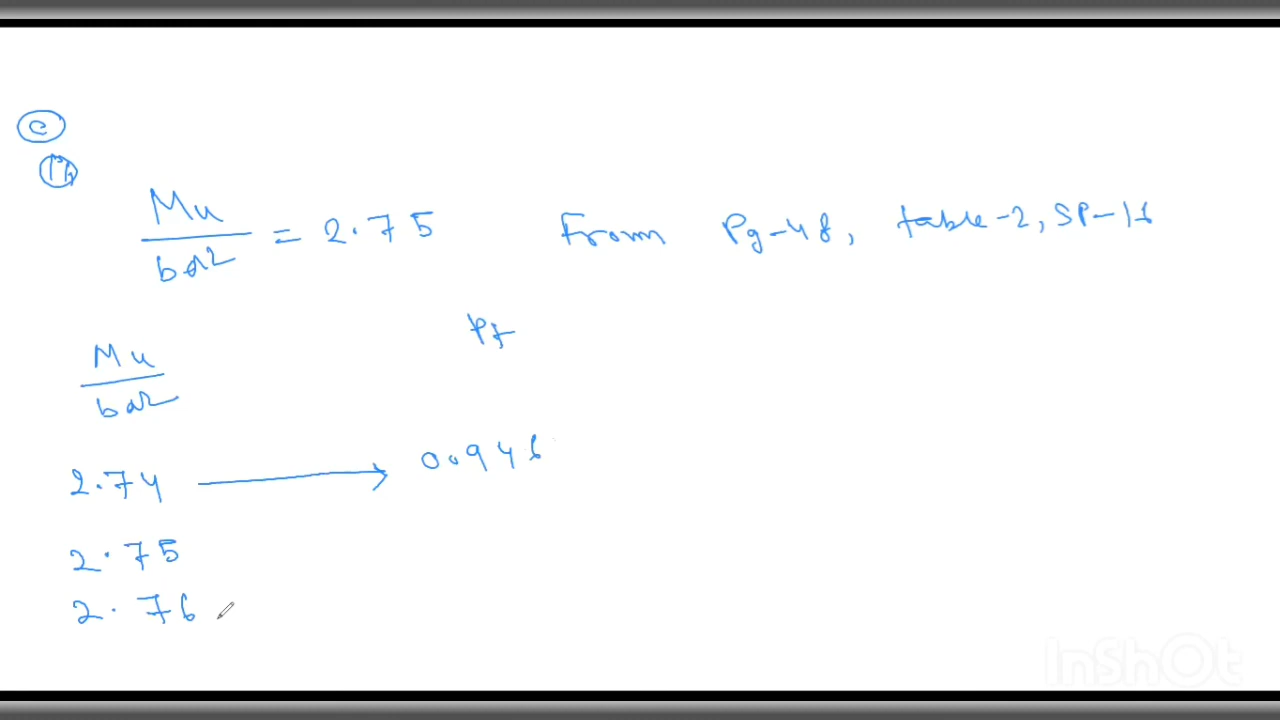 e
Mu
bd2 = 2.75 From Pg-48, table-2, SP-16
Mu
bd2
Pt
2.74 → 0.946
2.75
2.76
InShOt